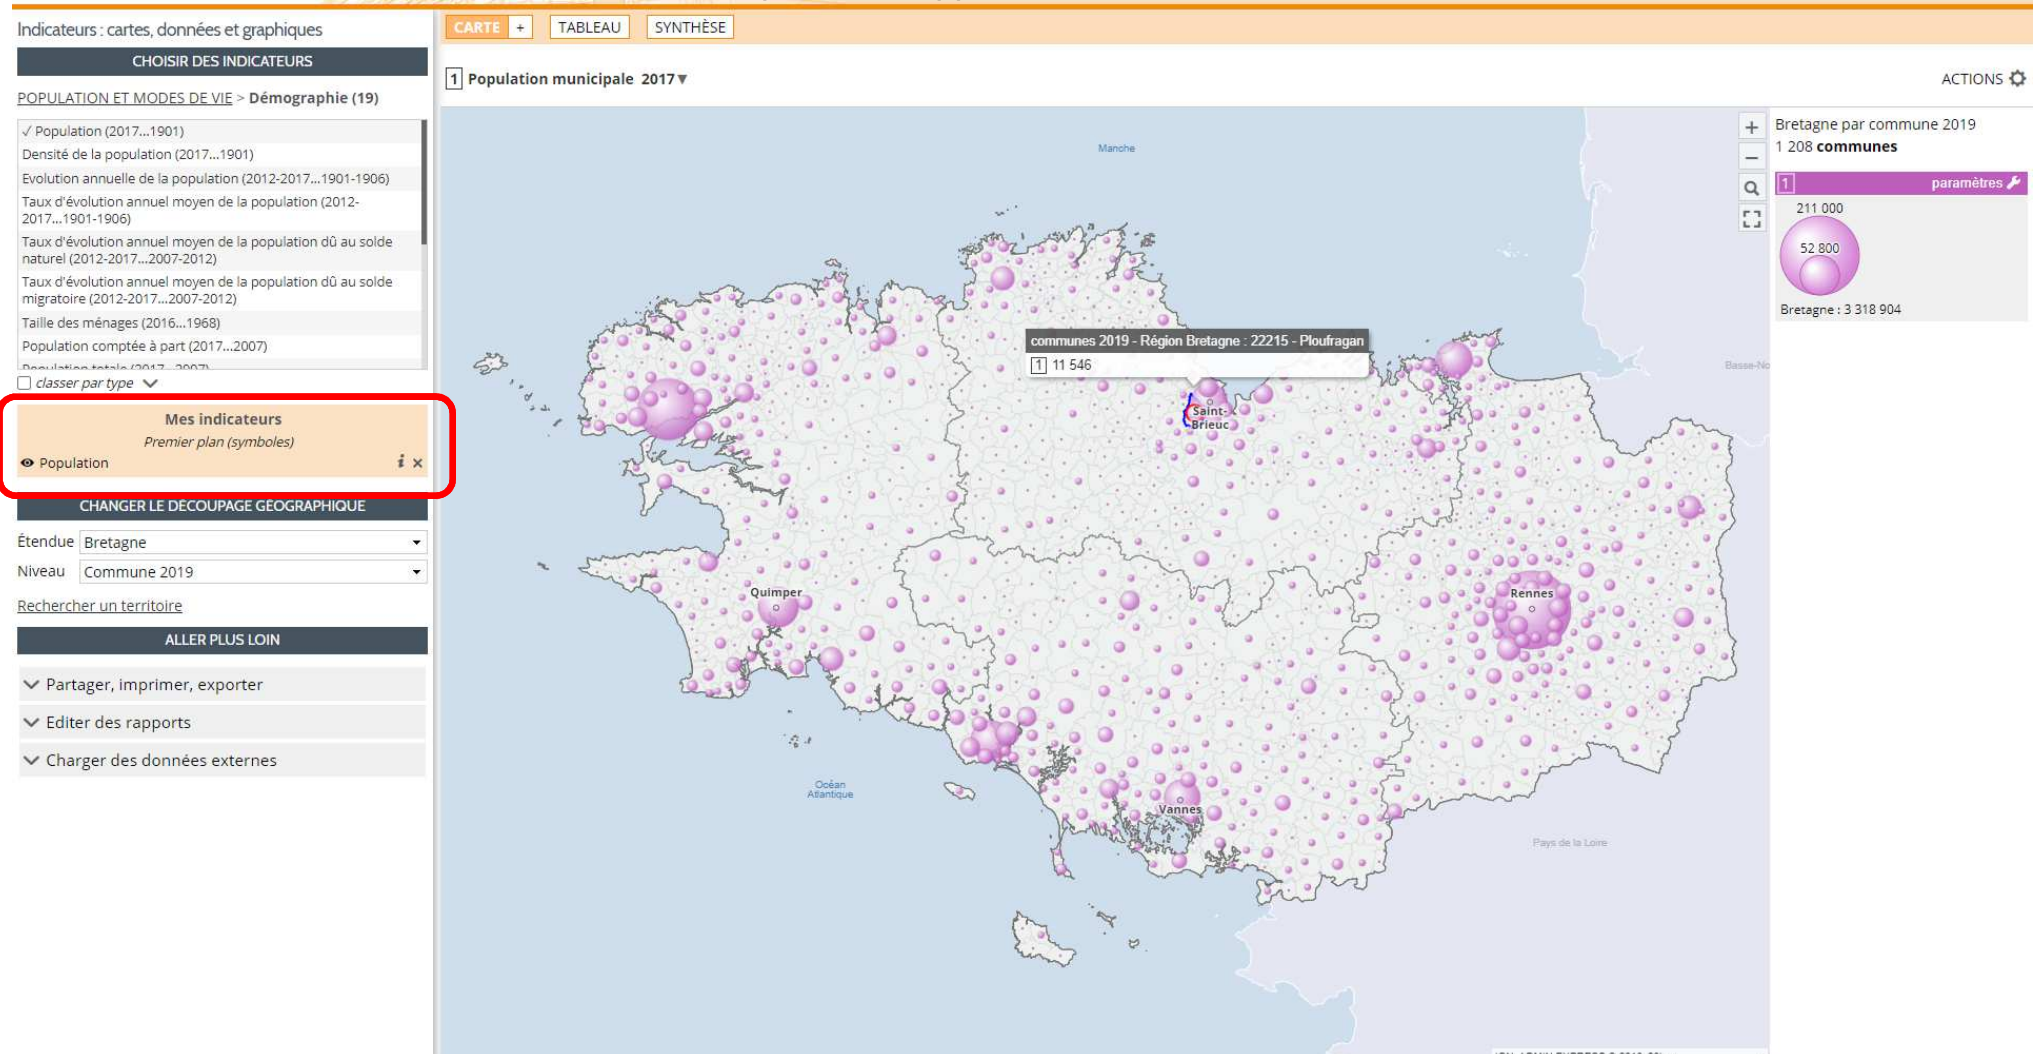 Indicateurs : cartes, données et graphiques
CHOISIR DES INDICATEURS
POPULATION ET MODES DE VIE > Démographie (19)
✓ Population (2017...1901)
Densité de la population (2017...1901)
Evolution annuelle de la population (2012-2017...1901-1906)
Taux d'évolution annuel moyen de la population (2012-
2017...1901-1906)
Taux d'évolution annuel moyen de la population dû au solde
naturel (2012-2017...2007-2012)
Taux d'évolution annuel moyen de la population dû au solde
migratoire (2012-2017...2007-2012)
Taille des ménages (2016...1968)
Population comptée à part (2017...2007)
Population totale (2017...2007)
classer par type
Mes indicateurs
Premier plan (symboles)
Population i ×
CHANGER LE DÉCOUPAGE GÉOGRAPHIQUE
Étendue Bretagne
Niveau Commune 2019
Rechercher un territoire
ALLER PLUS LOIN
Partager, imprimer, exporter
Editer des rapports
Charger des données externes
CARTE + TABLEAU SYNTHÈSE
1 Population municipale 2017 ▼
ACTIONS
Manche
communes 2019 - Région Bretagne : 22215 - Ploufragan
1 11 546
Saint-
Brieuc
Basse-No
Quimper
Rennes
Océan
Atlantique
Vannes
Pays de la Loire
+
−
Bretagne par commune 2019
1 208 communes
1 paramètres
211 000
52 800
Bretagne : 3 318 904